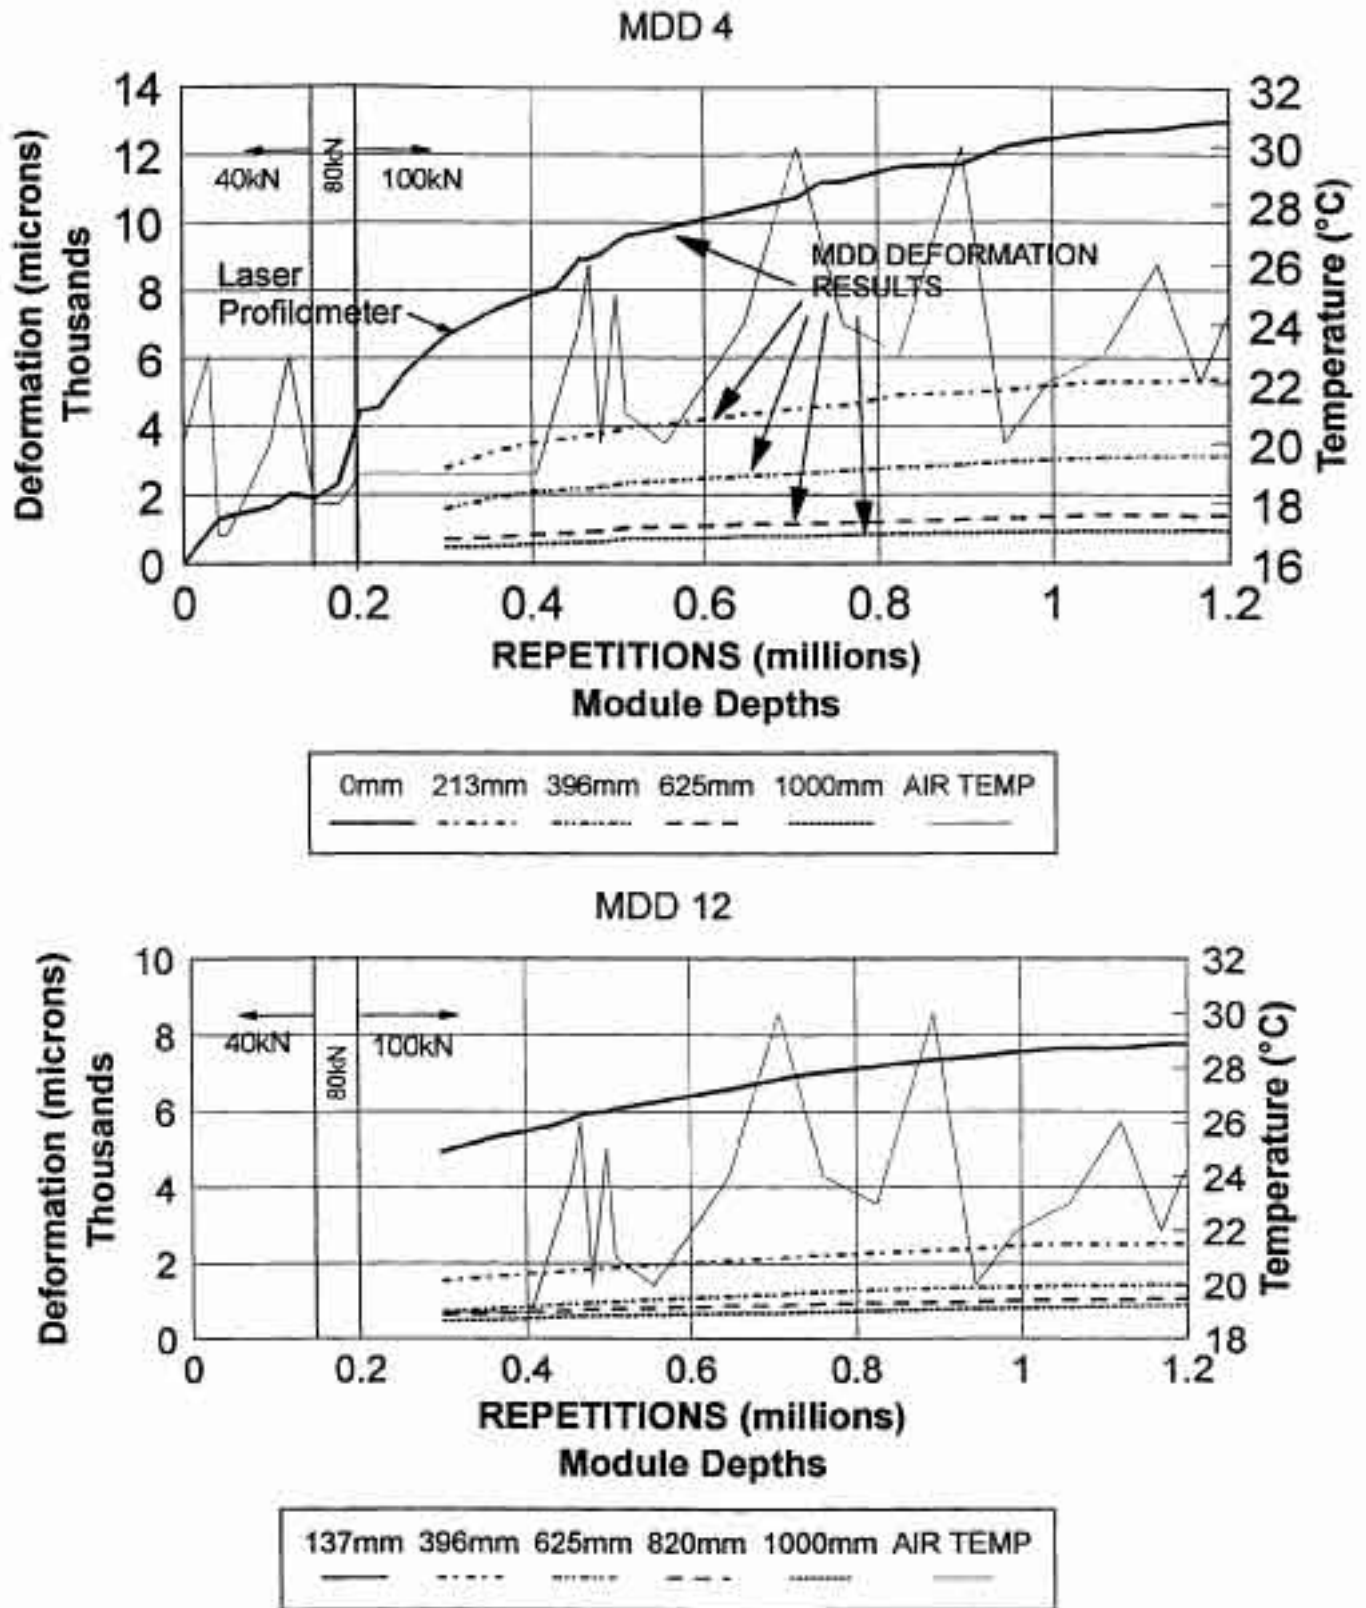 MDD 4
Deformation (microns)
Thousands
14
12
10
8
6
4
2
0
40kN
80kN
100kN
Laser
Profilometer
MDD DEFORMATION
RESULTS
32
30
28
26
24
22
20
18
16
Temperature (°C)
0 0.2 0.4 0.6 0.8 1 1.2
REPETITIONS (millions)
Module Depths
0mm 213mm 396mm 625mm 1000mm AIR TEMP
MDD 12
Deformation (microns)
Thousands
10
8
6
4
2
0
40kN
80kN
100kN
32
30
28
26
24
22
20
18
Temperature (°C)
0 0.2 0.4 0.6 0.8 1 1.2
REPETITIONS (millions)
Module Depths
137mm 396mm 625mm 820mm 1000mm AIR TEMP